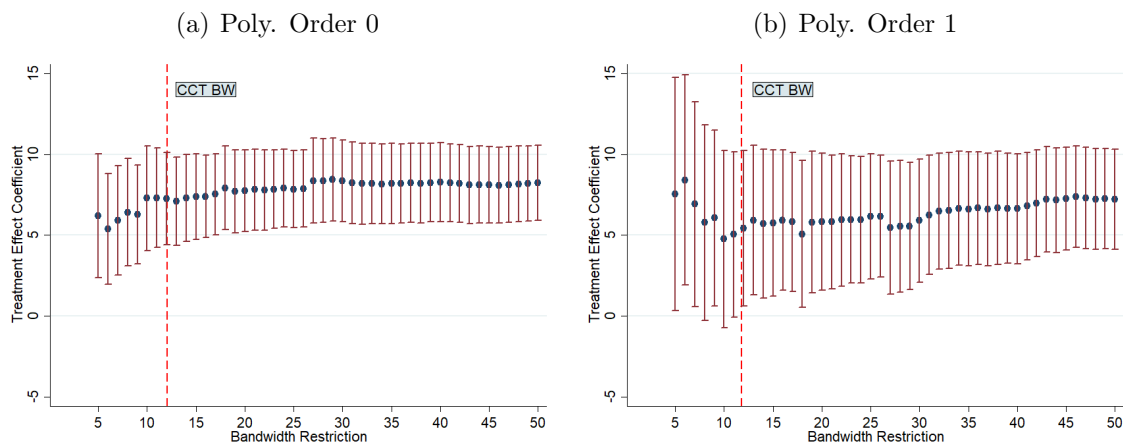 (a) Poly. Order 0
15
10
5
0
-5
Treatment Effect Coefficient
CCT BW
5 10 15 20 25 30 35 40 45 50
Bandwidth Restriction
(b) Poly. Order 1
15
10
5
0
-5
Treatment Effect Coefficient
CCT BW
5 10 15 20 25 30 35 40 45 50
Bandwidth Restriction